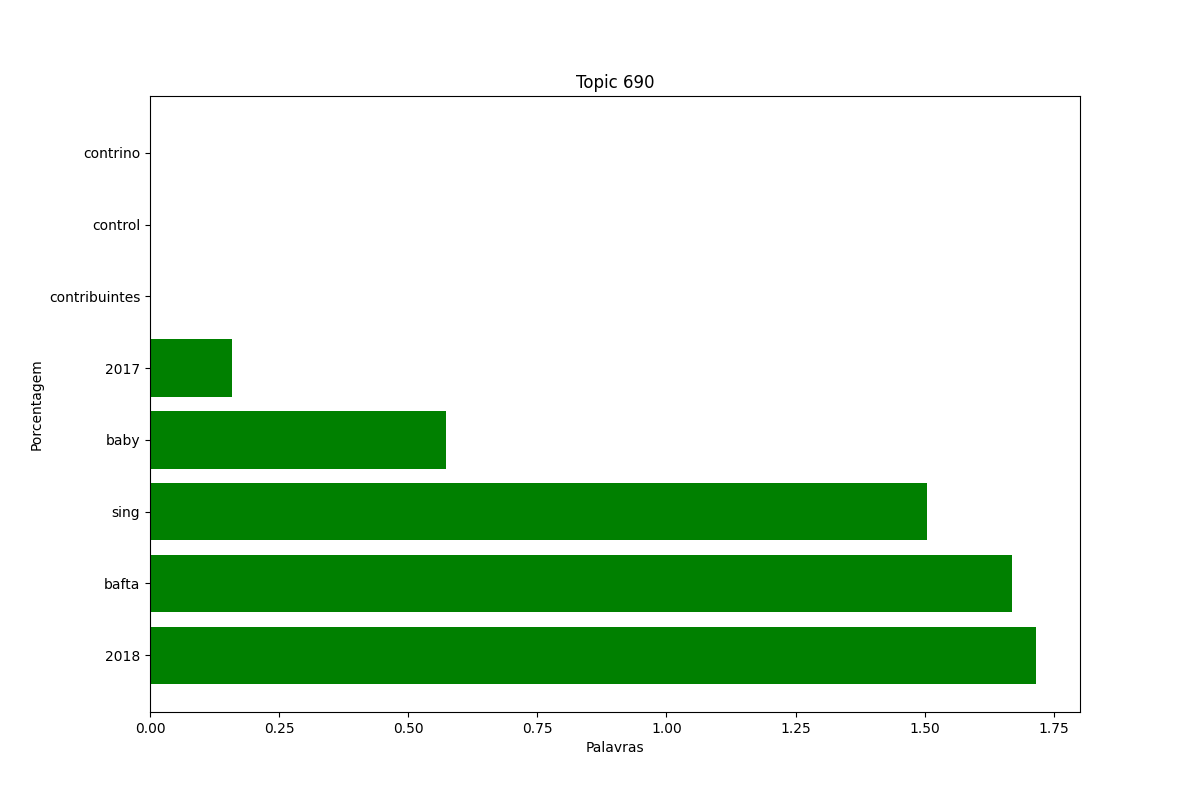 Topic 690
contrino
control
contribuintes
2017
baby
sing
bafta
2018
Porcentagem
0.00 0.25 0.50 0.75 1.00 1.25 1.50 1.75
Palavras